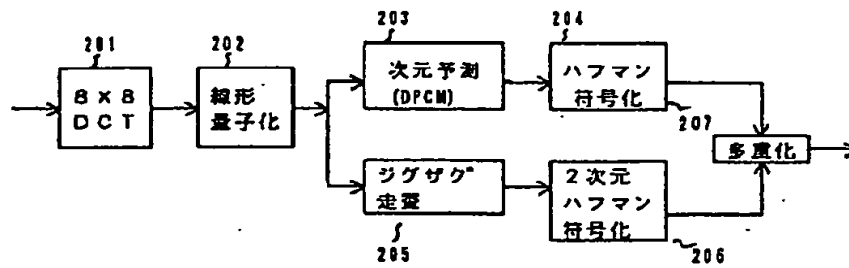 201
202
203
204
8×8
DCT
線形
量子化
次元予測
(DPCM)
ハフマン
符号化
207
多重化
ジグザグ
走査
2次元
ハフマン
符号化
205
206